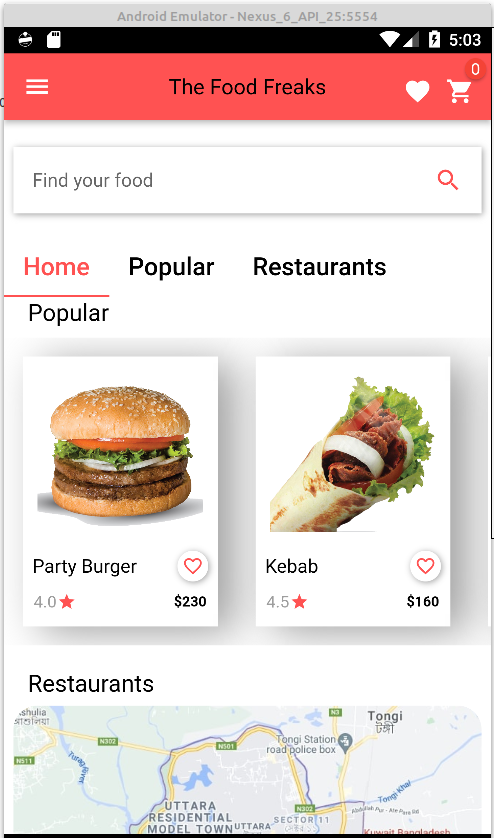 Android Emulator - Nexus_6_API_25:5554
5:03
The Food Freaks
0
Find your food
Home Popular Restaurants
Popular
Party Burger
4.0
$230
Kebab
4.5
$160
Restaurants
shulia
N302
N3
Tongi
টঙ্গী
N511
N501
Tongi Station
road police box
Turag River
Tongi Khal
UTTARA
RESIDENTIAL
MODEL TOWN
UTTARA
SECTOR 11
N302
Abdullah Pur - Ate Para Rd
Kuwait Bangladesh